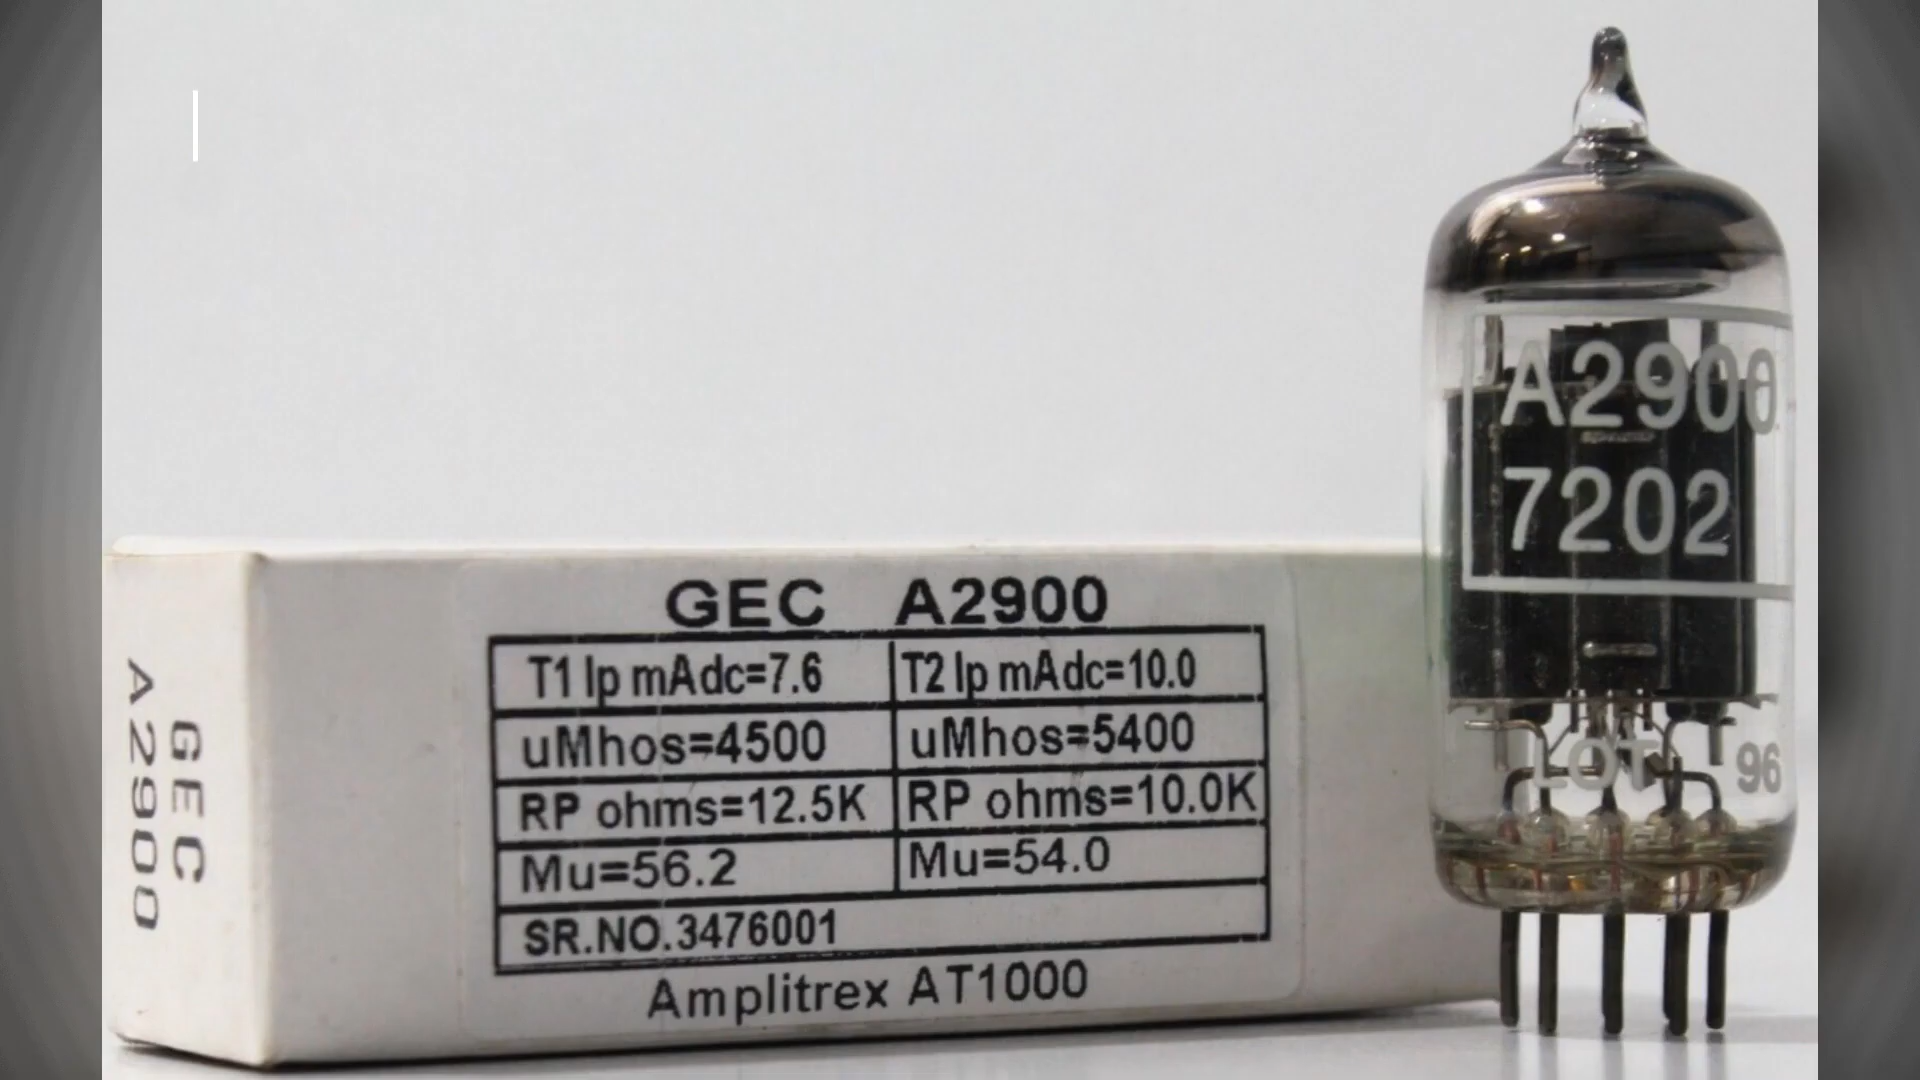 GEC A2900
T1 Ip mAdc=7.6 T2 Ip mAdc=10.0
uMhos=4500 uMhos=5400
RP ohms=12.5K RP ohms=10.0K
Mu=56.2 Mu=54.0
SR.NO.3476001
Amplitrex AT1000
GEC
A2900
A2900
7202
LOT 96